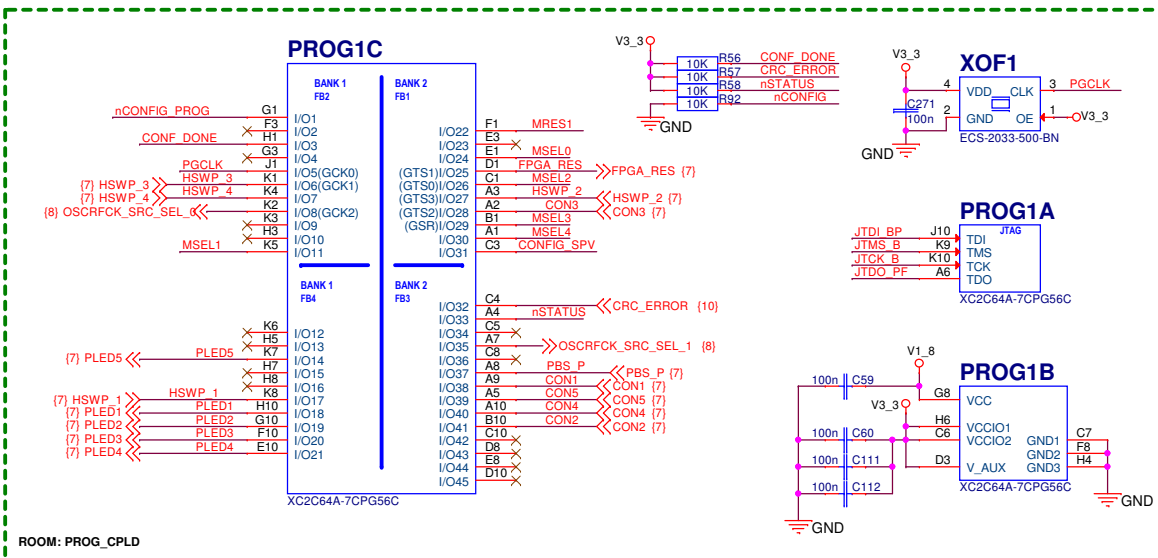 PROG1C
BANK 1
FB2
BANK 2
FB1
nCONFIG_PROG G1 I/O1
F3 I/O2
CONF_DONE H1 I/O3
G3 I/O4
PGCLK J1 I/O5(GCK0)
{7} HSWP_3 HSWP_3 K1 I/O6(GCK1)
{7} HSWP_4 HSWP_4 K4 I/O7
{8} OSCRFCK_SRC_SEL_0 K2 I/O8(GCK2)
K3 I/O9
H3 I/O10
MSEL1 K5 I/O11
I/O22 F1 MRES1
I/O23 E3
I/O24 E1 MSEL0
(GTS1)I/O25 D1 FPGA_RES FPGA_RES {7}
(GTS0)I/O26 C1 MSEL2
(GTS3)I/O27 A3 HSWP_2 HSWP_2 {7}
(GTS2)I/O28 A2 CON3 CON3 {7}
(GSR)I/O29 B1 MSEL3
I/O30 A1 MSEL4
I/O31 C3 CONFIG_SPV
BANK 1
FB4
BANK 2
FB3
K6 I/O12
H5 I/O13
{7} PLED5 PLED5 K7 I/O14
H7 I/O15
H8 I/O16
{7} HSWP_1 HSWP_1 K8 I/O17
{7} PLED1 PLED1 H10 I/O18
{7} PLED2 PLED2 G10 I/O19
{7} PLED3 PLED3 F10 I/O20
{7} PLED4 PLED4 E10 I/O21
I/O32 C4 CRC_ERROR {10}
I/O33 A4 nSTATUS
I/O34 C5
I/O35 A7 OSCRFCK_SRC_SEL_1 {8}
I/O36 C8
I/O37 A8 PBS_P PBS_P {7}
I/O38 A9 CON1 CON1 {7}
I/O39 A5 CON5 CON5 {7}
I/O40 A10 CON4 CON4 {7}
I/O41 B10 CON2 CON2 {7}
I/O42 C10
I/O43 D8
I/O44 E8
I/O45 D10
XC2C64A-7CPG56C
V3_3
10K R56 CONF_DONE
10K R57 CRC_ERROR
10K R58 nSTATUS
10K R92 nCONFIG
GND
XOF1
V3_3
4 VDD CLK 3 PGCLK
C271
100n
2 GND OE 1 V3_3
ECS-2033-500-BN
GND
PROG1A
JTAG
JTDI_BP J10 TDI
JTMS_B K9 TMS
JTCK_B K10 TCK
JTDO_PF A6 TDO
XC2C64A-7CPG56C
PROG1B
V1_8
100n C59
G8 VCC
V3_3
H6 VCCIO1
100n C60 C6 VCCIO2
GND1 C7
GND2 F8
100n C111
D3 V_AUX
GND3 H4
100n C112
XC2C64A-7CPG56C
GND
GND
ROOM: PROG_CPLD